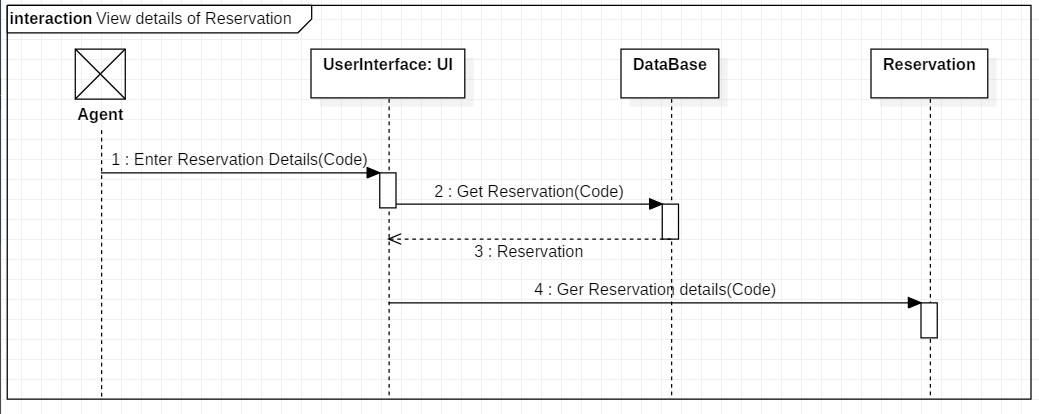 interaction View details of Reservation
Agent
UserInterface: UI
DataBase
Reservation
1 : Enter Reservation Details(Code)
2 : Get Reservation(Code)
3 : Reservation
4 : Ger Reservation details(Code)